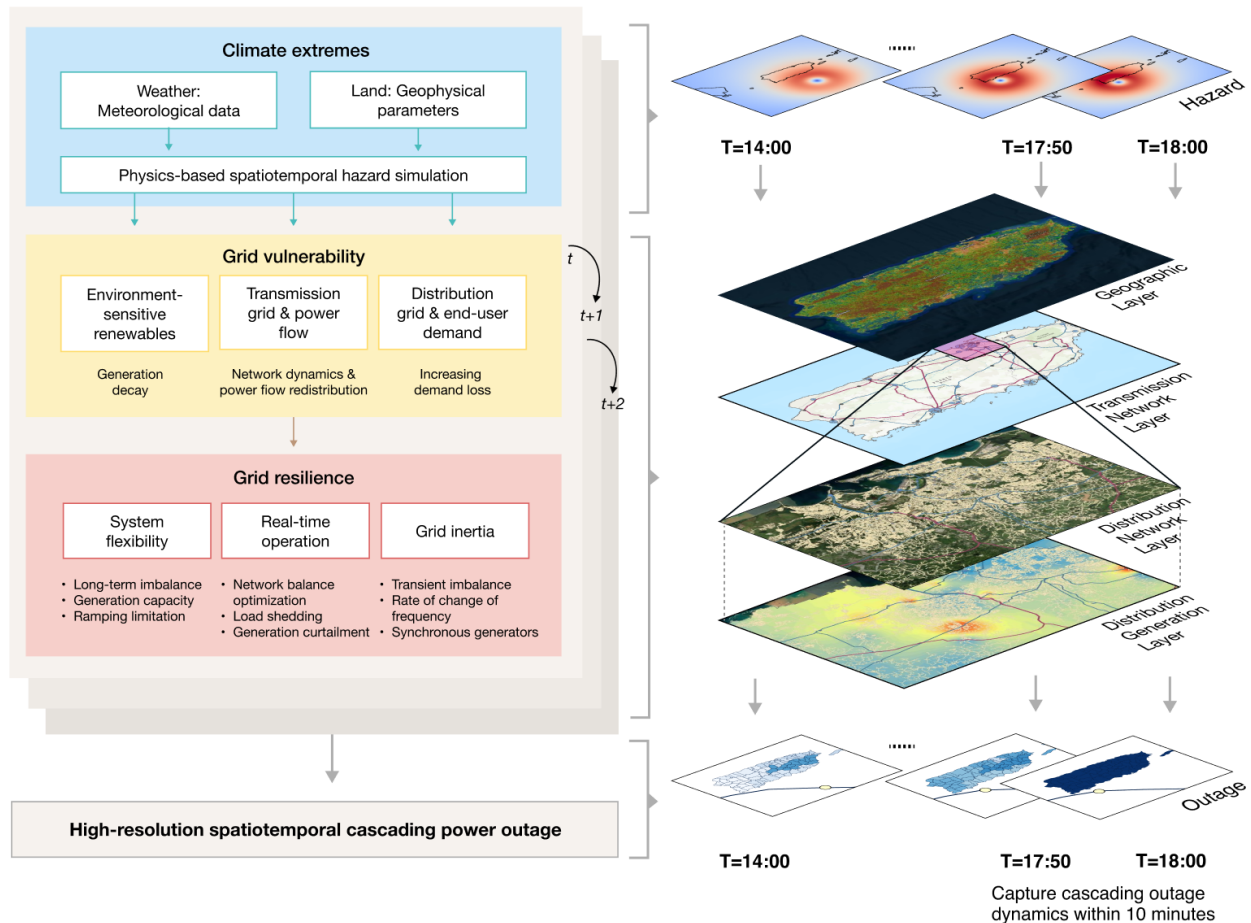 Climate extremes
Weather:
Meteorological data
Land: Geophysical
parameters
Physics-based spatiotemporal hazard simulation
Grid vulnerability
Environment-
sensitive
renewables
Transmission
grid & power
flow
Distribution
grid & end-user
demand
Generation
decay
Network dynamics &
power flow redistribution
Increasing
demand loss
t
t+1
t+2
Grid resilience
System
flexibility
Real-time
operation
Grid inertia
• Long-term imbalance
• Generation capacity
• Ramping limitation
• Network balance
optimization
• Load shedding
• Generation curtailment
• Transient imbalance
• Rate of change of
frequency
• Synchronous generators
High-resolution spatiotemporal cascading power outage
Hazard
T=14:00
T=17:50
T=18:00
Geographic
Layer
Transmission
Network
Layer
Distribution
Network
Layer
Distribution
Generation
Layer
Outage
T=14:00
T=17:50
T=18:00
Capture cascading outage
dynamics within 10 minutes